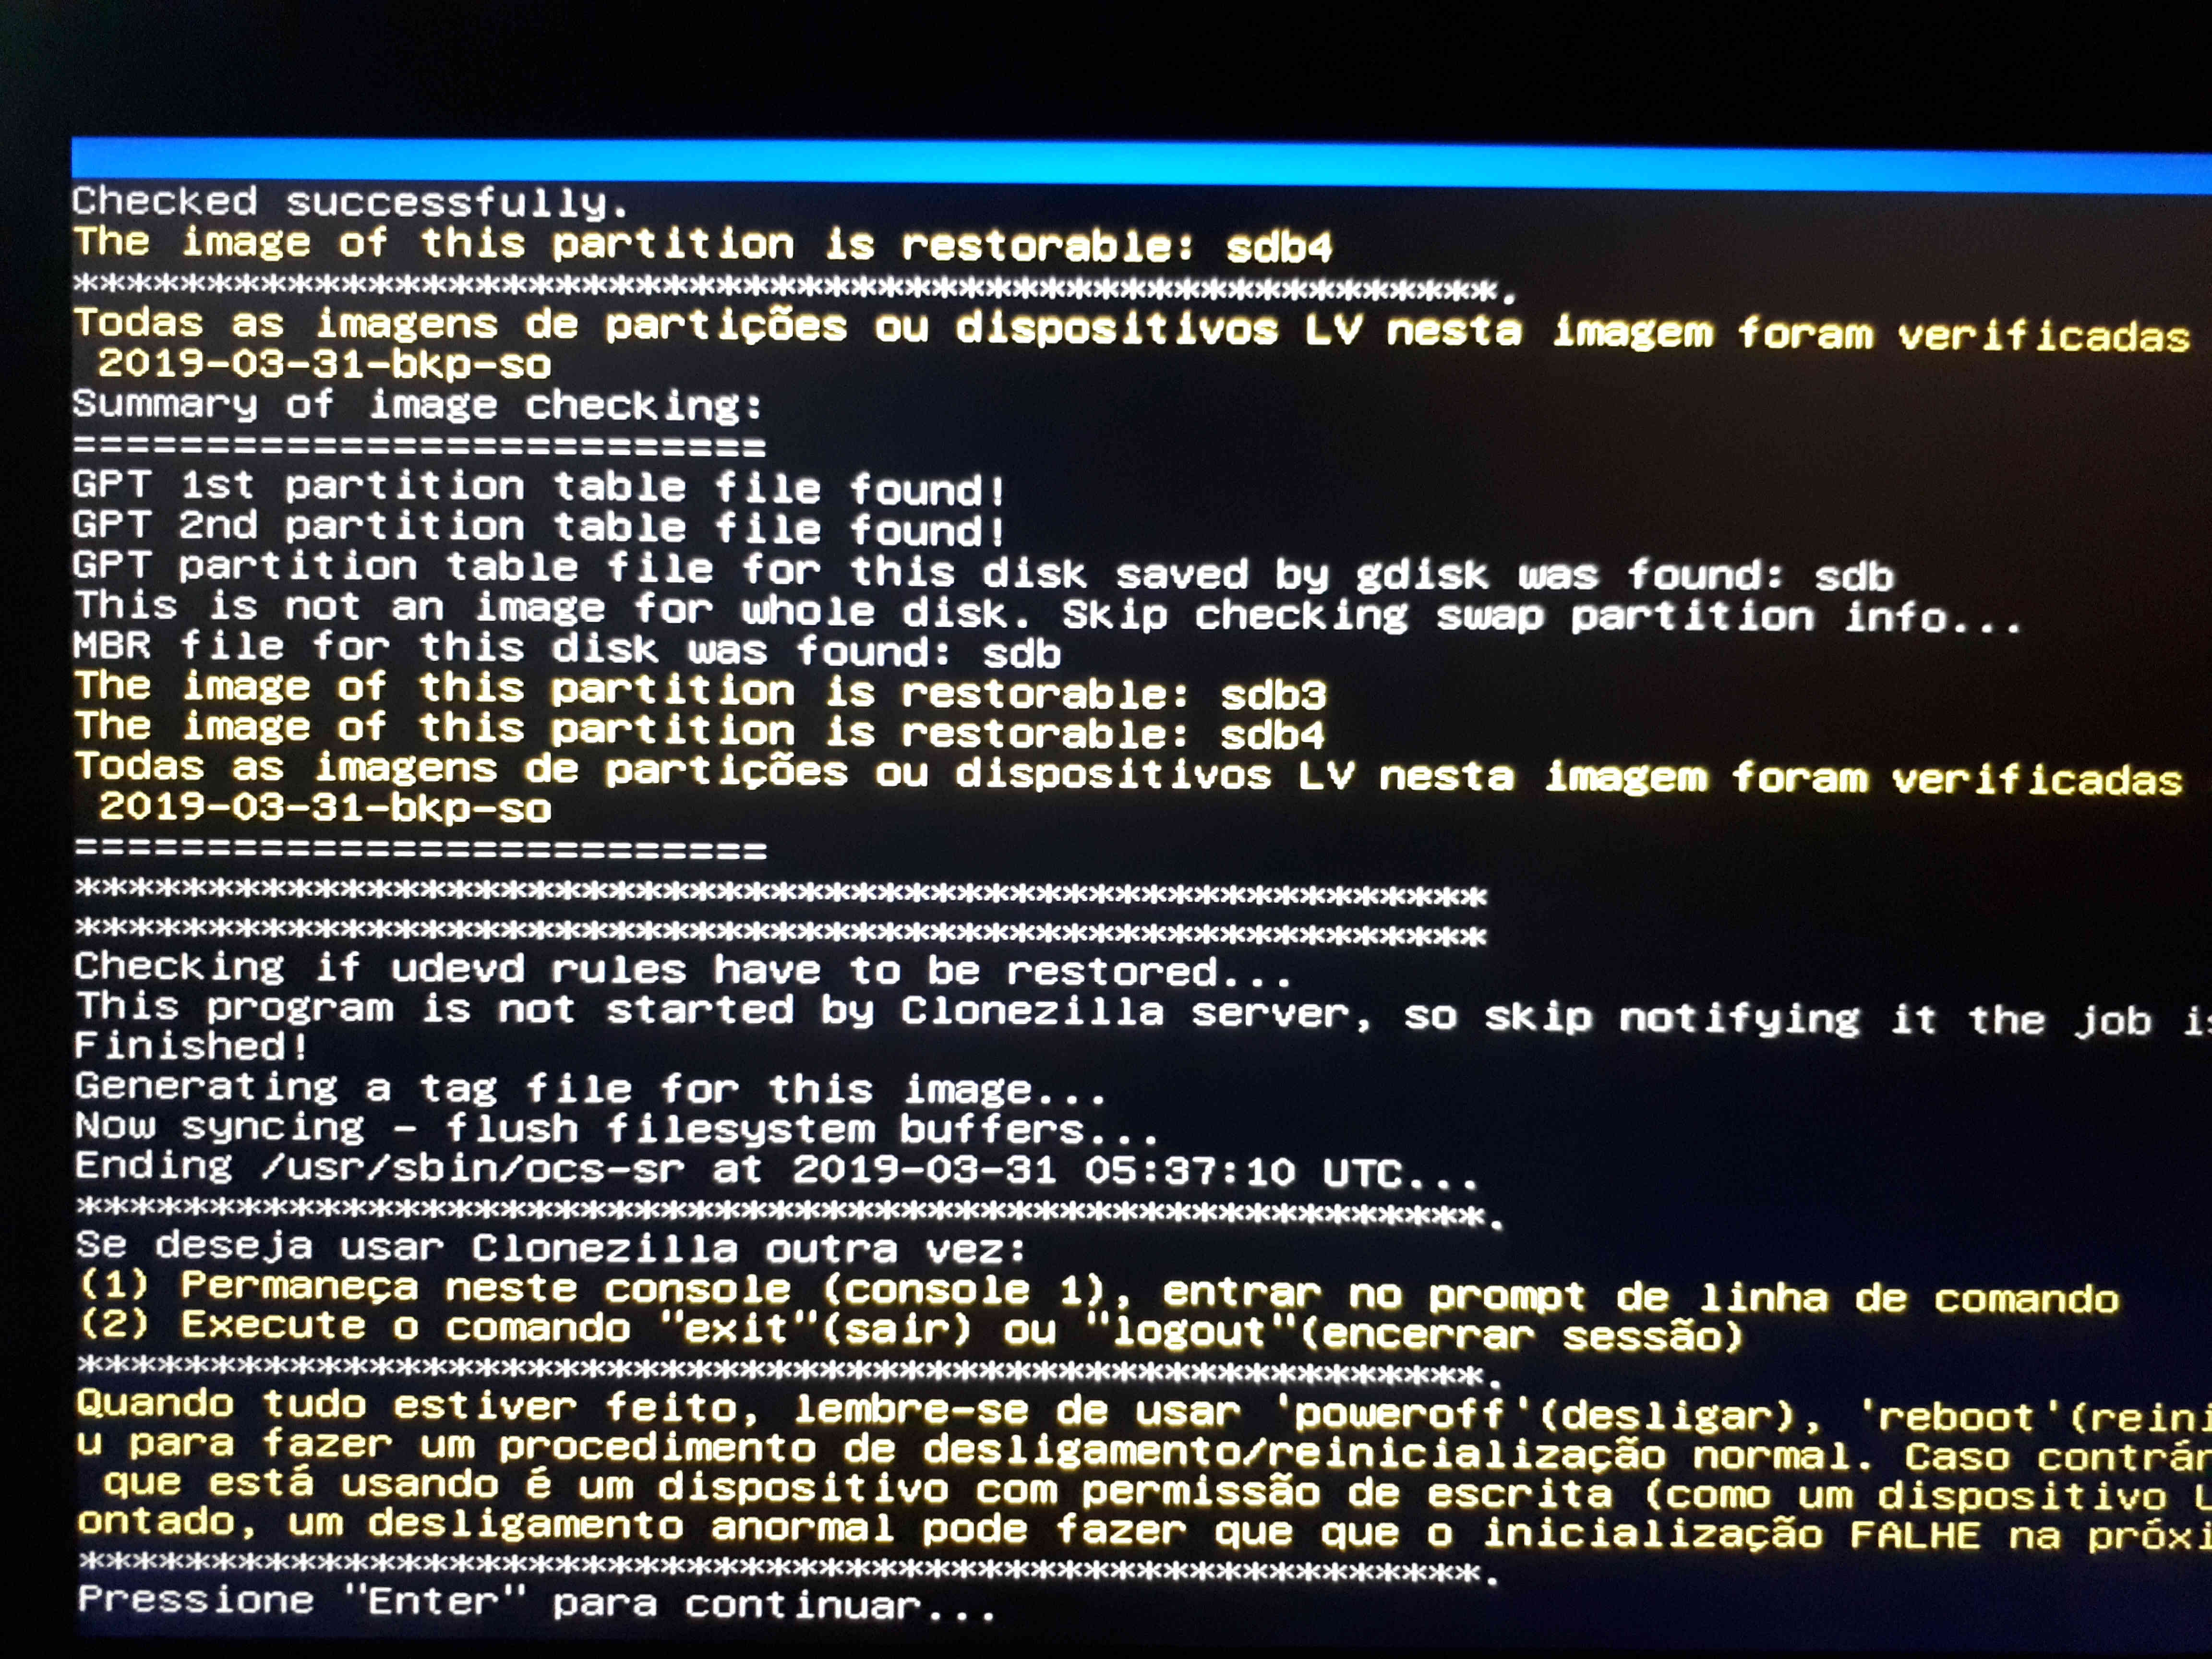 Checked successfully.
The image of this partition is restorable: sdb4
*****************************************************.
Todas as imagens de partições ou dispositivos LV nesta imagem foram verificadas
2019-03-31-bkp-so
Summary of image checking:
==========================
GPT 1st partition table file found!
GPT 2nd partition table file found!
GPT partition table file for this disk saved by gdisk was found: sdb
This is not an image for whole disk. Skip checking swap partition info...
MBR file for this disk was found: sdb
The image of this partition is restorable: sdb3
The image of this partition is restorable: sdb4
Todas as imagens de partições ou dispositivos LV nesta imagem foram verificadas
2019-03-31-bkp-so
==========================
*****************************************************
*****************************************************
Checking if udevd rules have to be restored...
This program is not started by Clonezilla server, so skip notifying it the job
Finished!
Generating a tag file for this image...
Now syncing - flush filesystem buffers...
Ending /usr/sbin/ocs-sr at 2019-03-31 05:37:10 UTC...
*****************************************************.
Se deseja usar Clonezilla outra vez:
(1) Permaneça neste console (console 1), entrar no prompt de linha de comando
(2) Execute o comando "exit"(sair) ou "logout"(encerrar sessão)
*****************************************************.
Quando tudo estiver feito, lembre-se de usar 'poweroff'(desligar), 'reboot'(reini
u para fazer um procedimento de desligamento/reinicialização normal. Caso contrár
que está usando é um dispositivo com permissão de escrita (como um dispositivo
ontado, um desligamento anormal pode fazer que que o inicialização FALHE na próxi
*****************************************************.
Pressione "Enter" para continuar...